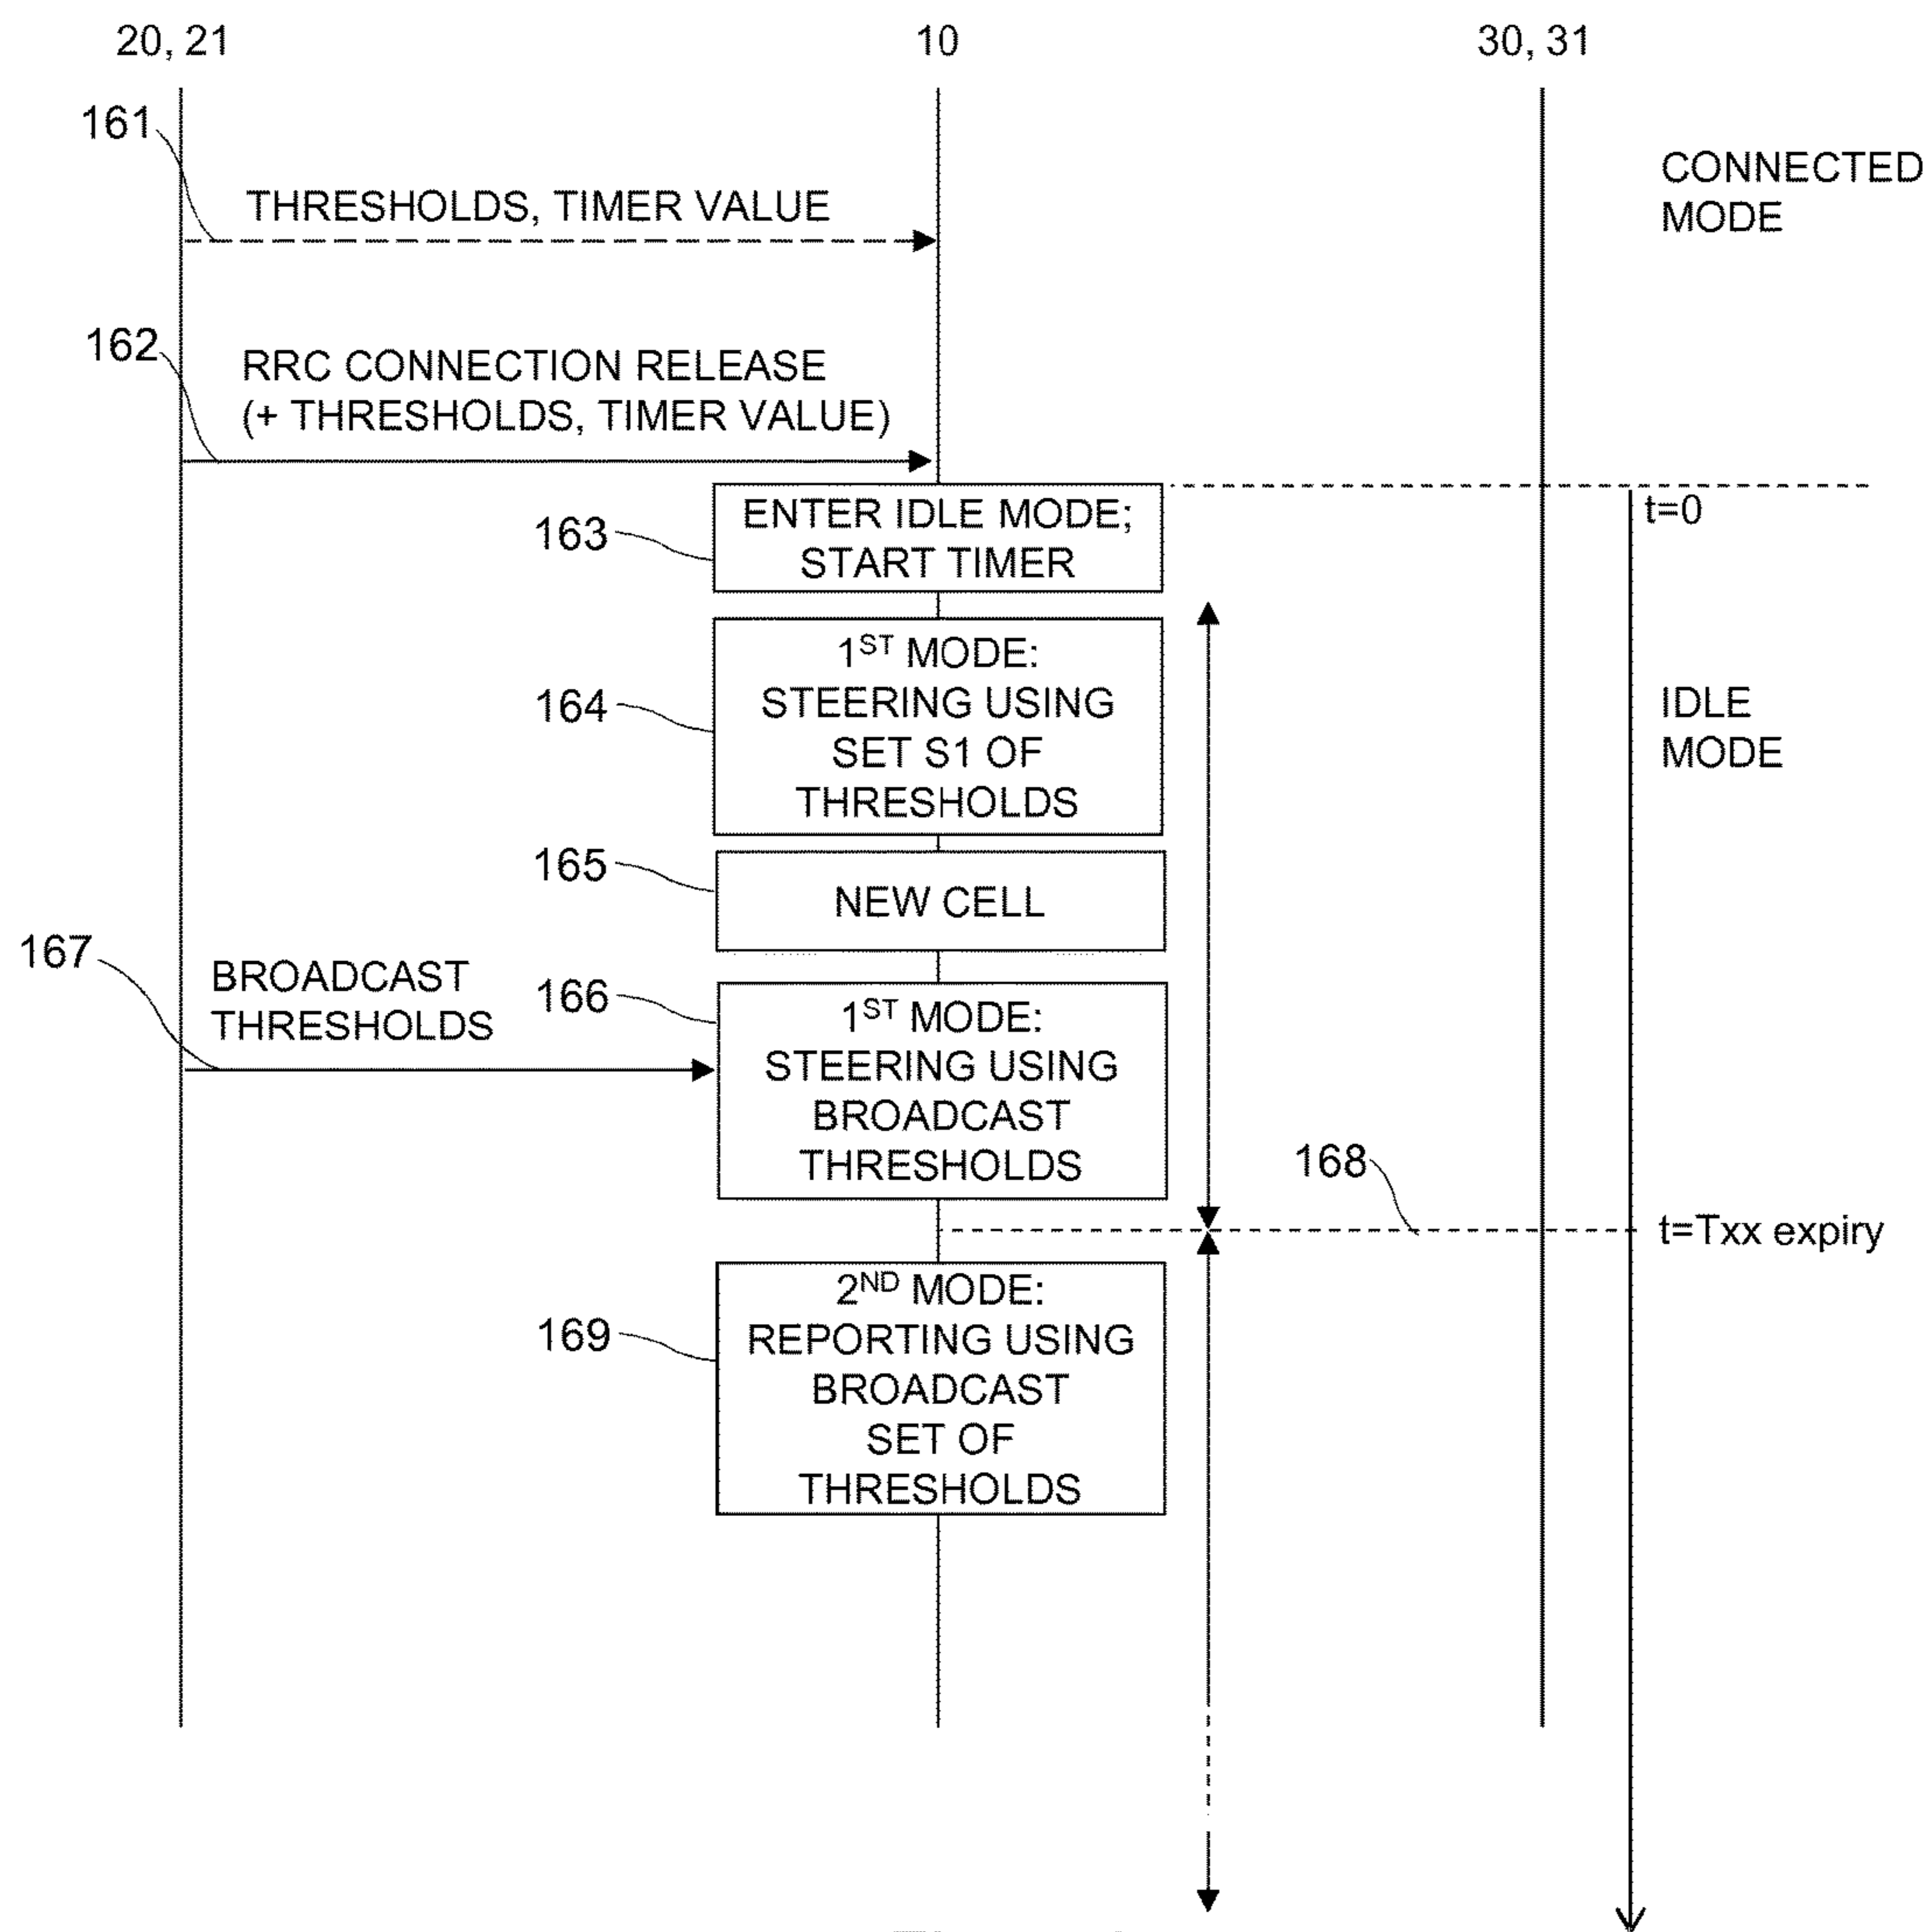 20, 21
10
30, 31
161
THRESHOLDS, TIMER VALUE
CONNECTED
MODE
162
RRC CONNECTION RELEASE
(+ THRESHOLDS, TIMER VALUE)
163
ENTER IDLE MODE;
START TIMER
t=0
164
1ST MODE:
STEERING USING
SET S1 OF
THRESHOLDS
IDLE
MODE
165
NEW CELL
167
BROADCAST
THRESHOLDS
166
1ST MODE:
STEERING USING
BROADCAST
THRESHOLDS
168
t=Txx expiry
169
2ND MODE:
REPORTING USING
BROADCAST
SET OF
THRESHOLDS